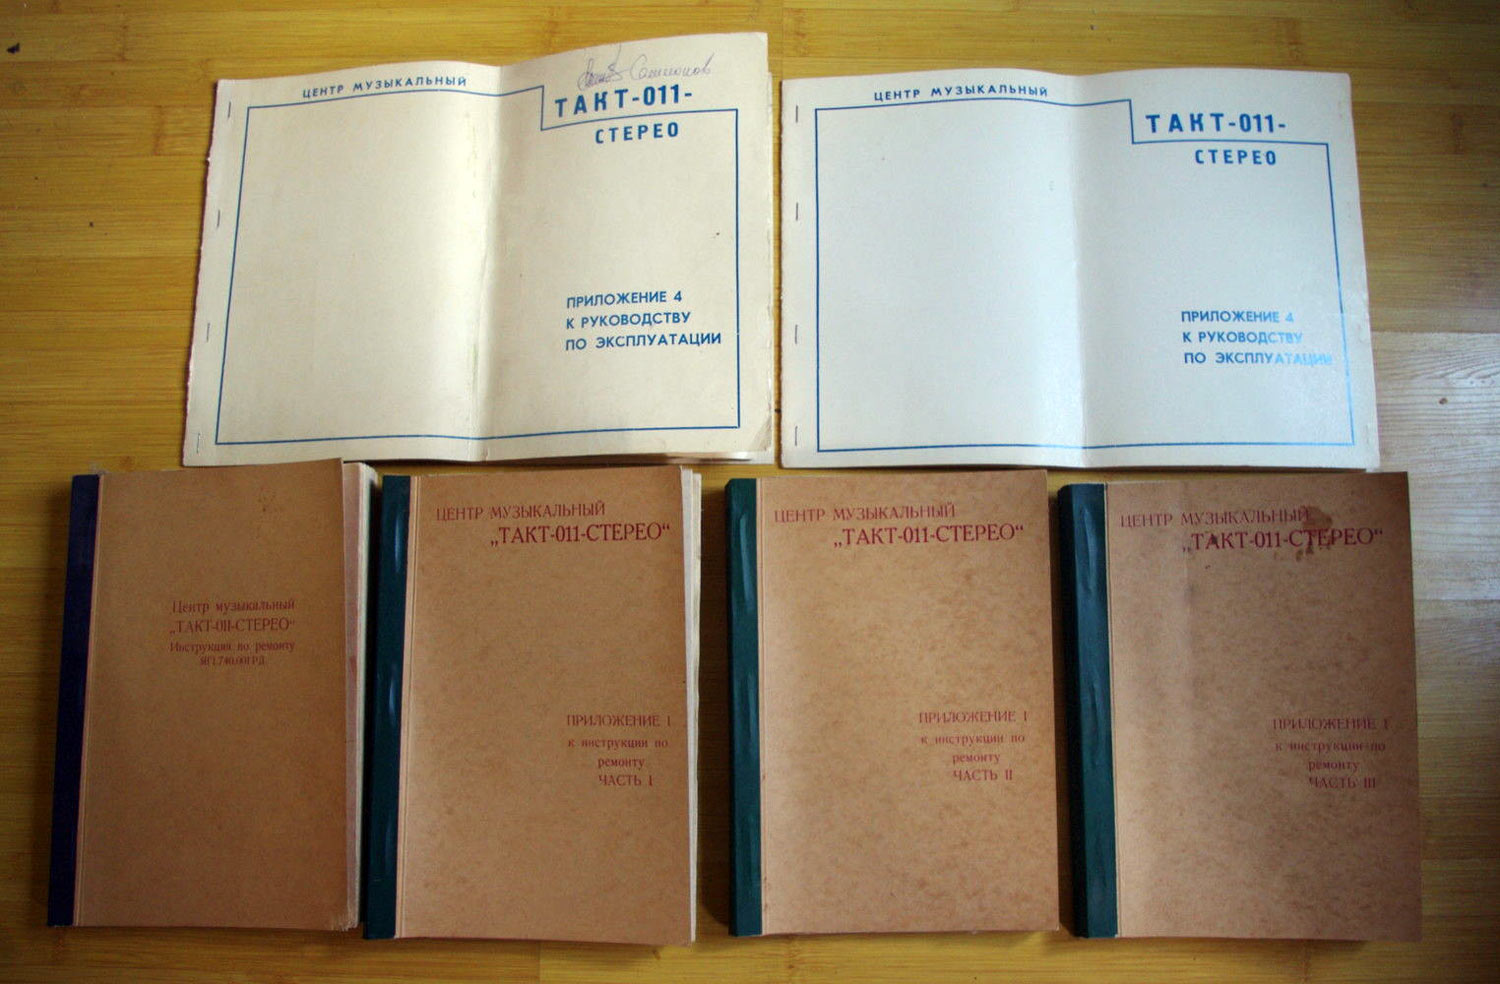 ЦЕНТР МУЗЫКАЛЬНЫЙ
ТАКТ-011-
СТЕРЕО
ПРИЛОЖЕНИЕ 4
К РУКОВОДСТВУ
ПО ЭКСПЛУАТАЦИИ
ЦЕНТР МУЗЫКАЛЬНЫЙ
ТАКТ-011-
СТЕРЕО
ПРИЛОЖЕНИЕ 4
К РУКОВОДСТВУ
ПО ЭКСПЛУАТАЦИИ
Центр музыкальный
„ТАКТ-011-СТЕРЕО“
Инструкция по ремонту
ЦЕНТР МУЗЫКАЛЬНЫЙ
„ТАКТ-011-СТЕРЕО“
ПРИЛОЖЕНИЕ I
к инструкции по
ремонту
ЧАСТЬ I
ЦЕНТР МУЗЫКАЛЬНЫЙ
„ТАКТ-011-СТЕРЕО“
ПРИЛОЖЕНИЕ I
к инструкции по
ремонту
ЧАСТЬ II
ЦЕНТР МУЗЫКАЛЬНЫЙ
„ТАКТ-011-СТЕРЕО“
ПРИЛОЖЕНИЕ I
к инструкции по
ремонту
ЧАСТЬ III